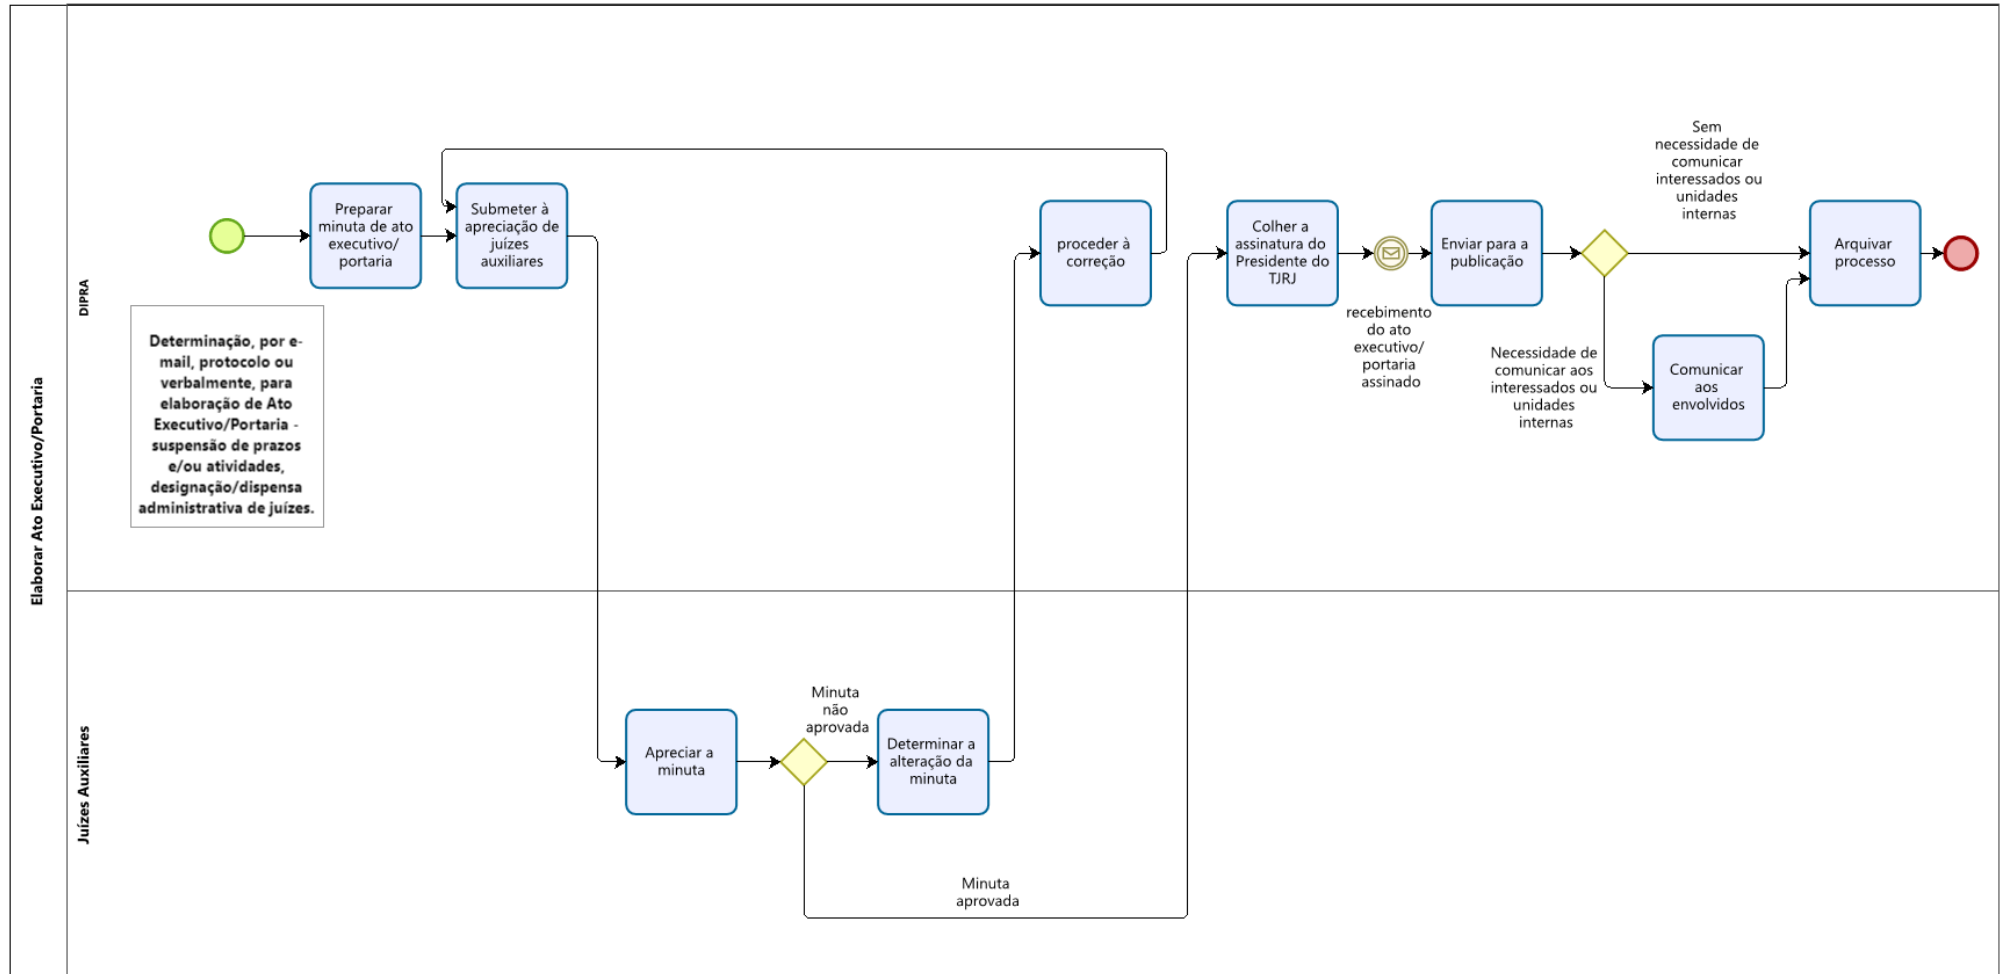 Elaborar Ato Executivo/Portaria
DIPRA
Determinação, por e-
mail, protocolo ou
verbalmente, para
elaboração de Ato
Executivo/Portaria -
suspensão de prazos
e/ou atividades,
designação/dispensa
administrativa de juízes.
Preparar
minuta de ato
executivo/
portaria
Submeter à
apreciação de
juízes
auxiliares
proceder à
correção
Colher a
assinatura do
Presidente do
TJRJ
recebimento
do ato
executivo/
portaria
assinado
Enviar para a
publicação
Sem
necessidade de
comunicar
interessados ou
unidades
internas
Necessidade de
comunicar aos
interessados ou
unidades
internas
Comunicar
aos
envolvidos
Arquivar
processo
Juízes Auxiliares
Apreciar a
minuta
Minuta
não
aprovada
Determinar a
alteração da
minuta
Minuta
aprovada